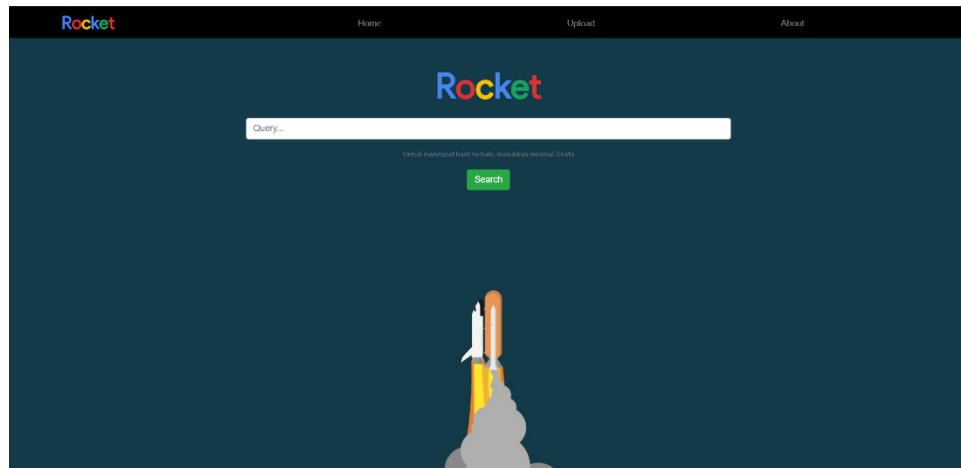 Rocket Home Upload About
Rocket
Query...
Untuk mendapat hasil terbaik, masukkan minimal 3 kata
Search